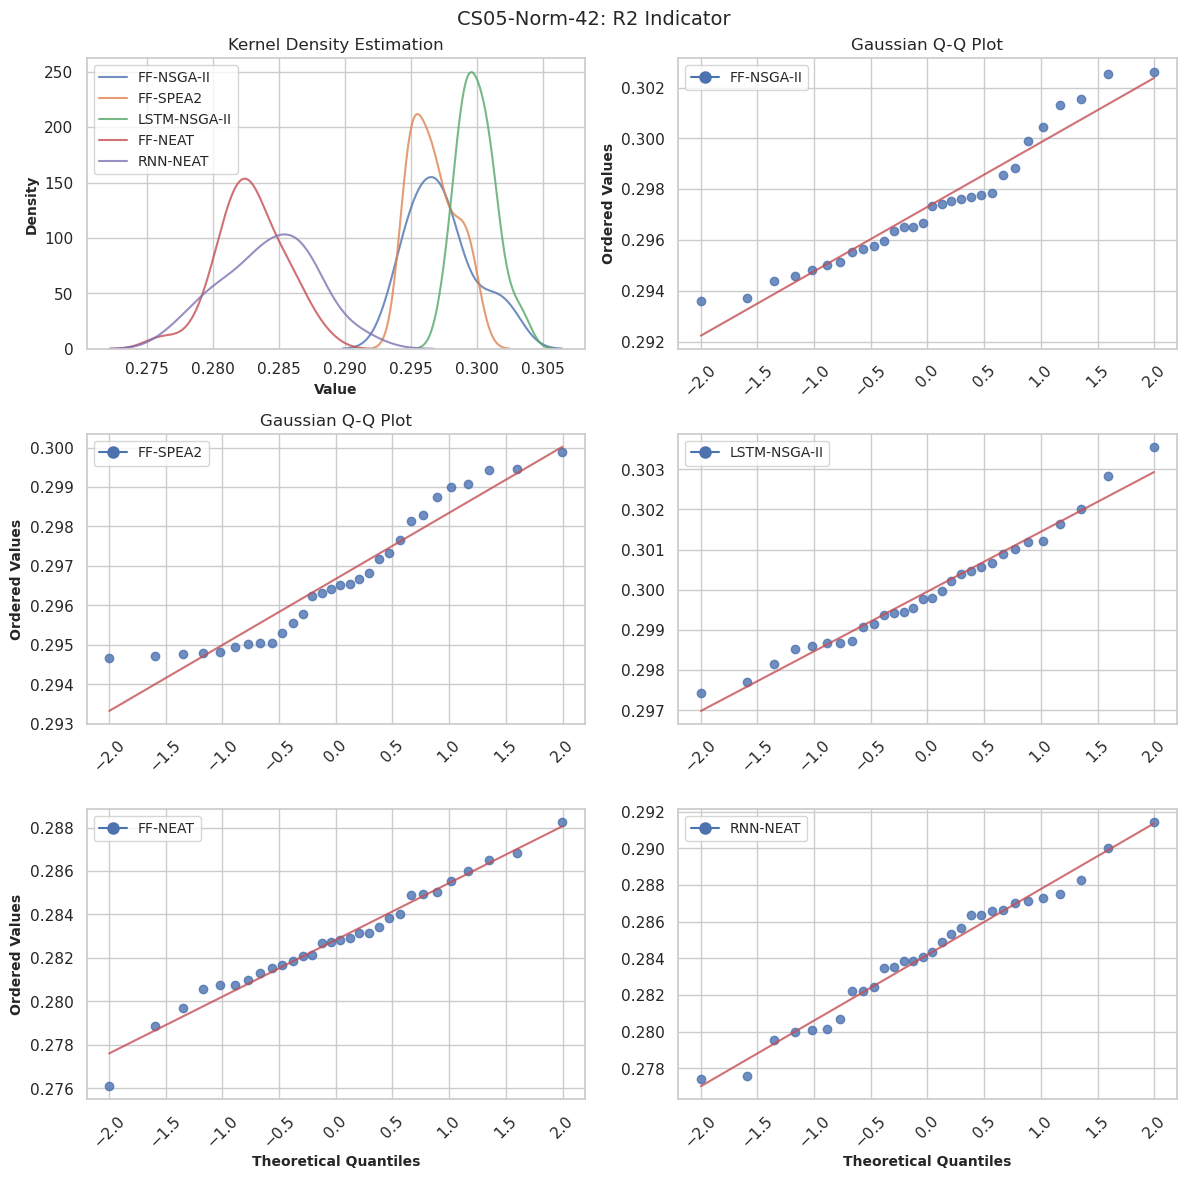 CS05-Norm-42: R2 Indicator
Kernel Density Estimation
FF-NSGA-II
FF-SPEA2
LSTM-NSGA-II
FF-NEAT
RNN-NEAT
Density
250
200
150
100
50
0
0.275 0.280 0.285 0.290 0.295 0.300 0.305
Value
Gaussian Q-Q Plot
FF-NSGA-II
Ordered Values
0.302
0.300
0.298
0.296
0.294
0.292
−2.0 −1.5 −1.0 −0.5 0.0 0.5 1.0 1.5 2.0
Gaussian Q-Q Plot
FF-SPEA2
Ordered Values
0.300
0.299
0.298
0.297
0.296
0.295
0.294
0.293
−2.0 −1.5 −1.0 −0.5 0.0 0.5 1.0 1.5 2.0
LSTM-NSGA-II
0.303
0.302
0.301
0.300
0.299
0.298
0.297
−2.0 −1.5 −1.0 −0.5 0.0 0.5 1.0 1.5 2.0
FF-NEAT
Ordered Values
0.288
0.286
0.284
0.282
0.280
0.278
0.276
−2.0 −1.5 −1.0 −0.5 0.0 0.5 1.0 1.5 2.0
Theoretical Quantiles
RNN-NEAT
0.292
0.290
0.288
0.286
0.284
0.282
0.280
0.278
−2.0 −1.5 −1.0 −0.5 0.0 0.5 1.0 1.5 2.0
Theoretical Quantiles